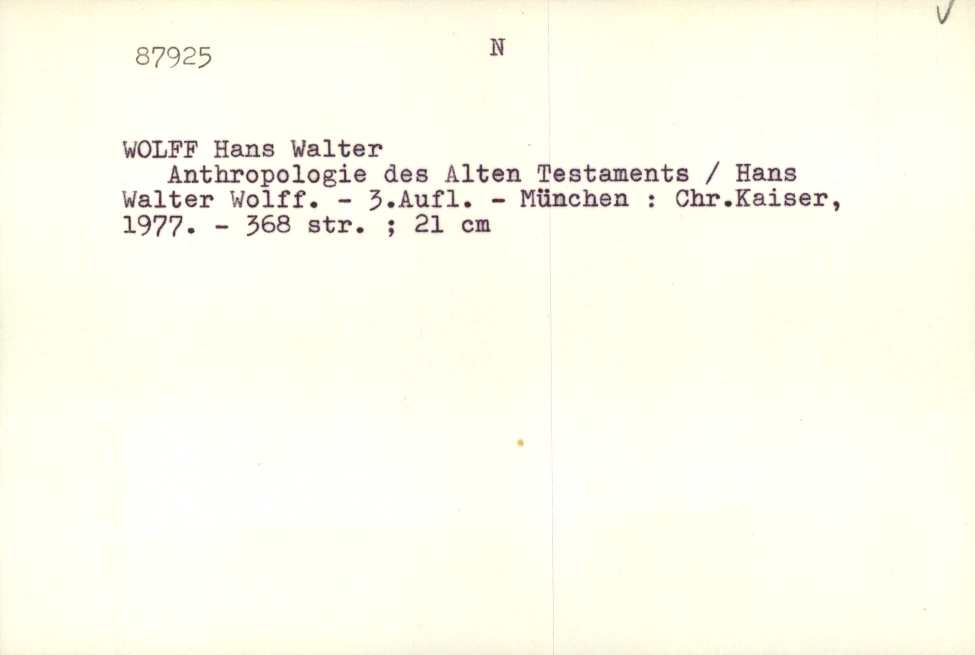 87925
N
WOLFF Hans Walter
Anthropologie des Alten Testaments / Hans
Walter Wolff. - 3.Aufl. - München : Chr.Kaiser,
1977. - 368 str. ; 21 cm